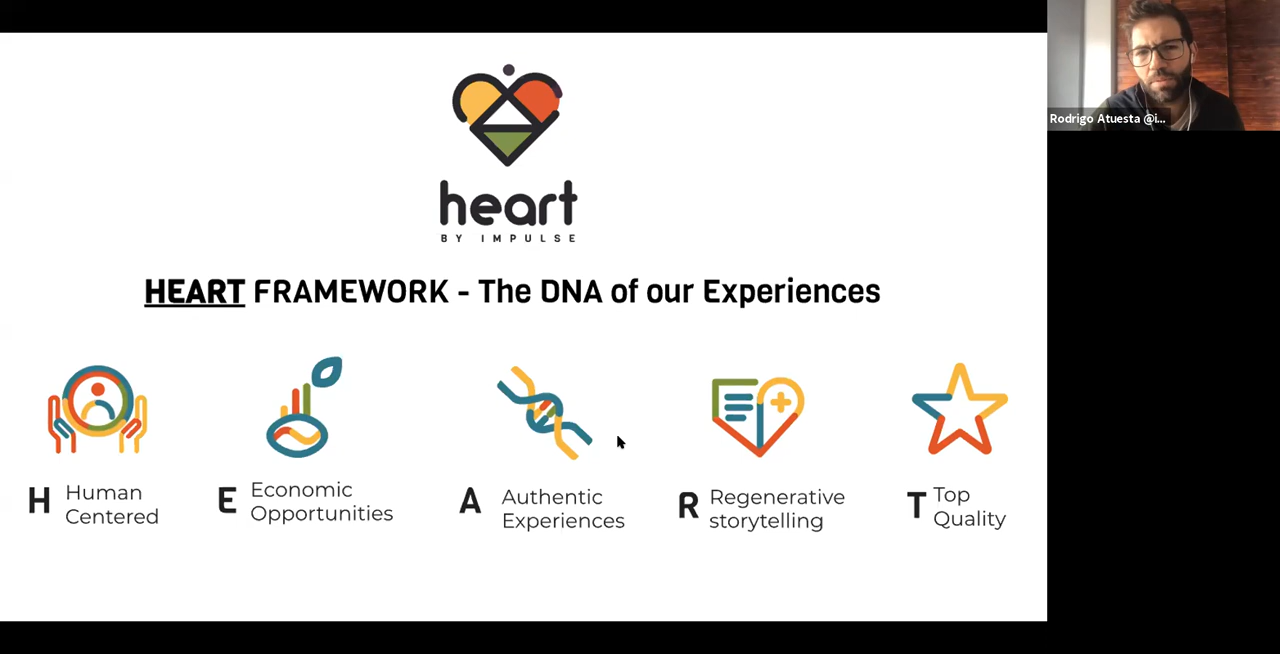 Rodrigo Atuesta @i...
heart
BY IMPULSE
HEART FRAMEWORK - The DNA of our Experiences
H Human
Centered
E Economic
Opportunities
A Authentic
Experiences
R Regenerative
storytelling
T Top
Quality